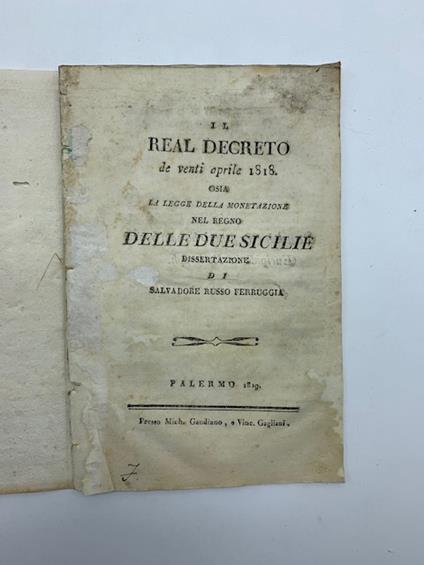 IL
REAL DECRETO
de venti aprile 1818.
OSIA
LA LEGGE DELLA MONETAZIONE
NEL REGNO
DELLE DUE SICILIE
DISSERTAZIONE
DI
SALVADORE RUSSO FERRUGGIA
PALERMO 1819.
Presso Mich. Gaudiano, e Vinc. Gagliani.